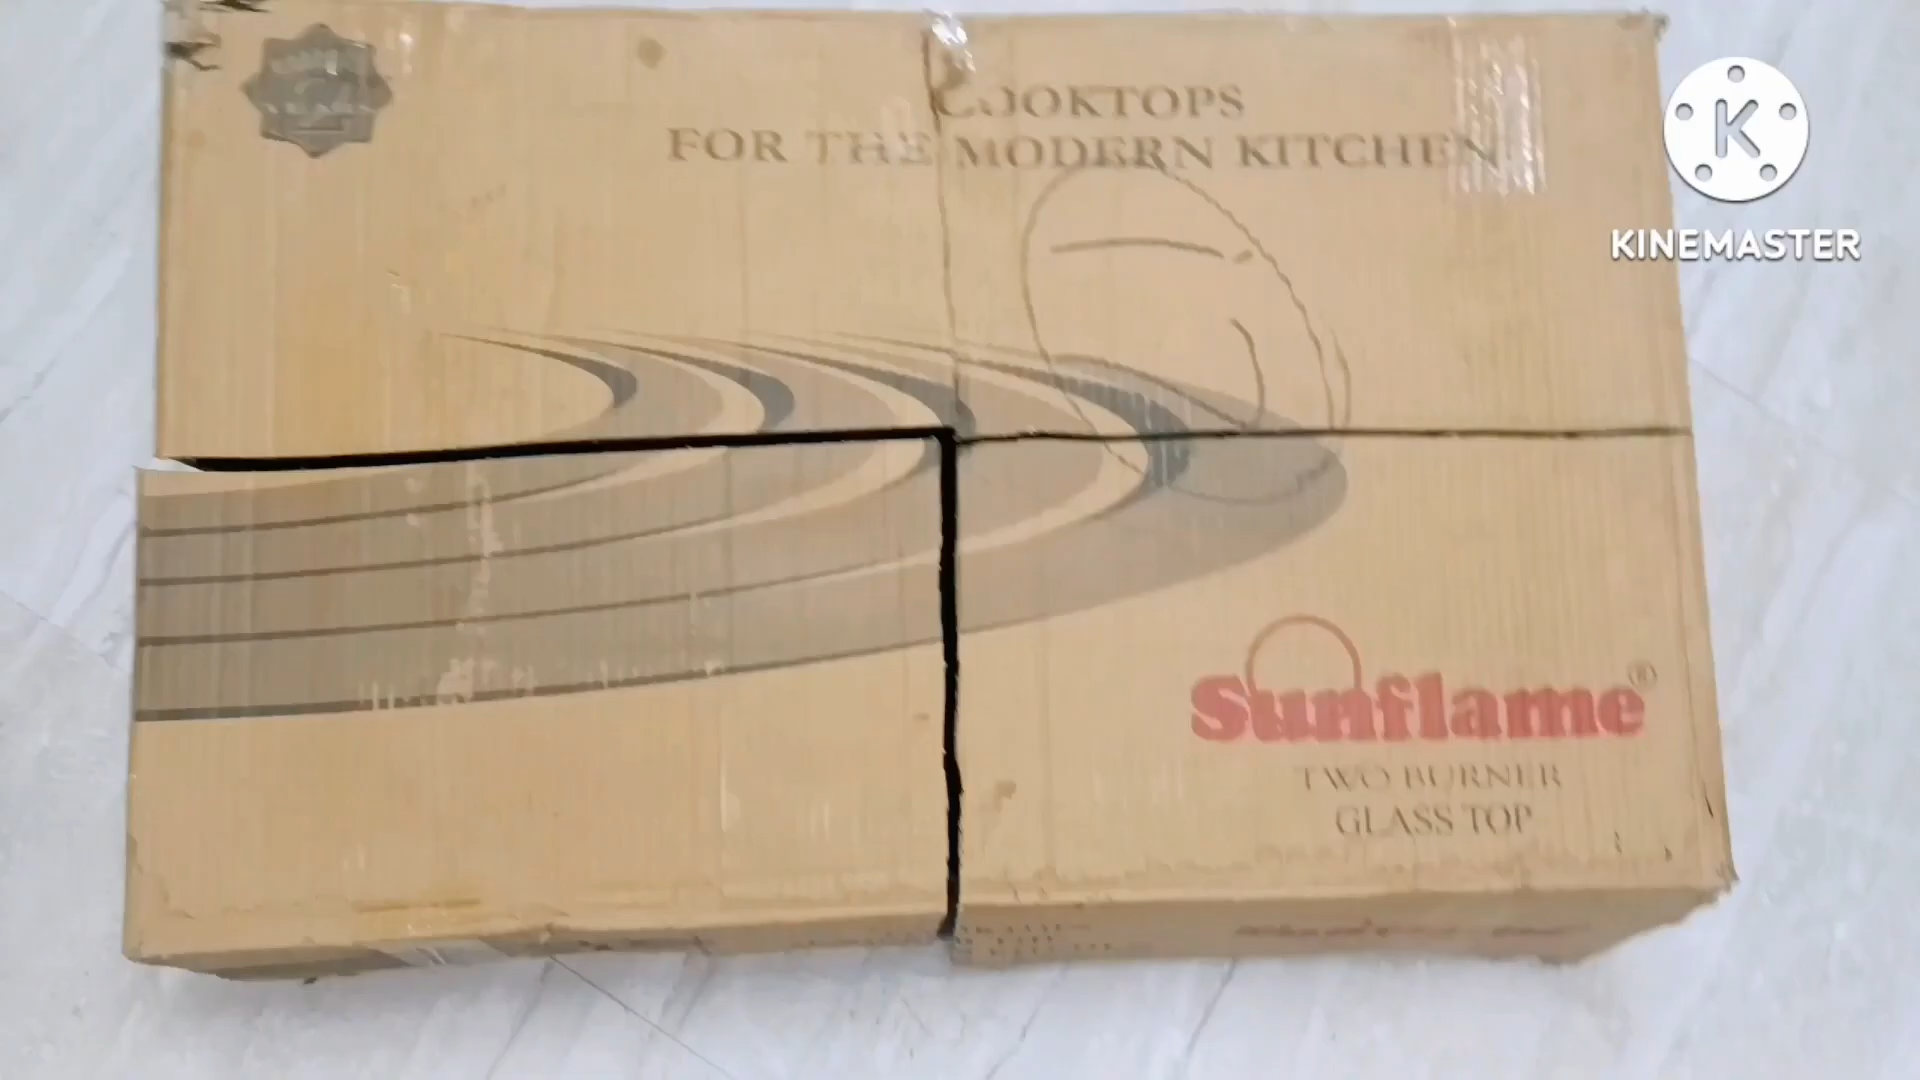 COOKTOPS
FOR THE MODERN KITCHEN
K
KINEMASTER
Sunflame®
TWO BURNER
GLASS TOP